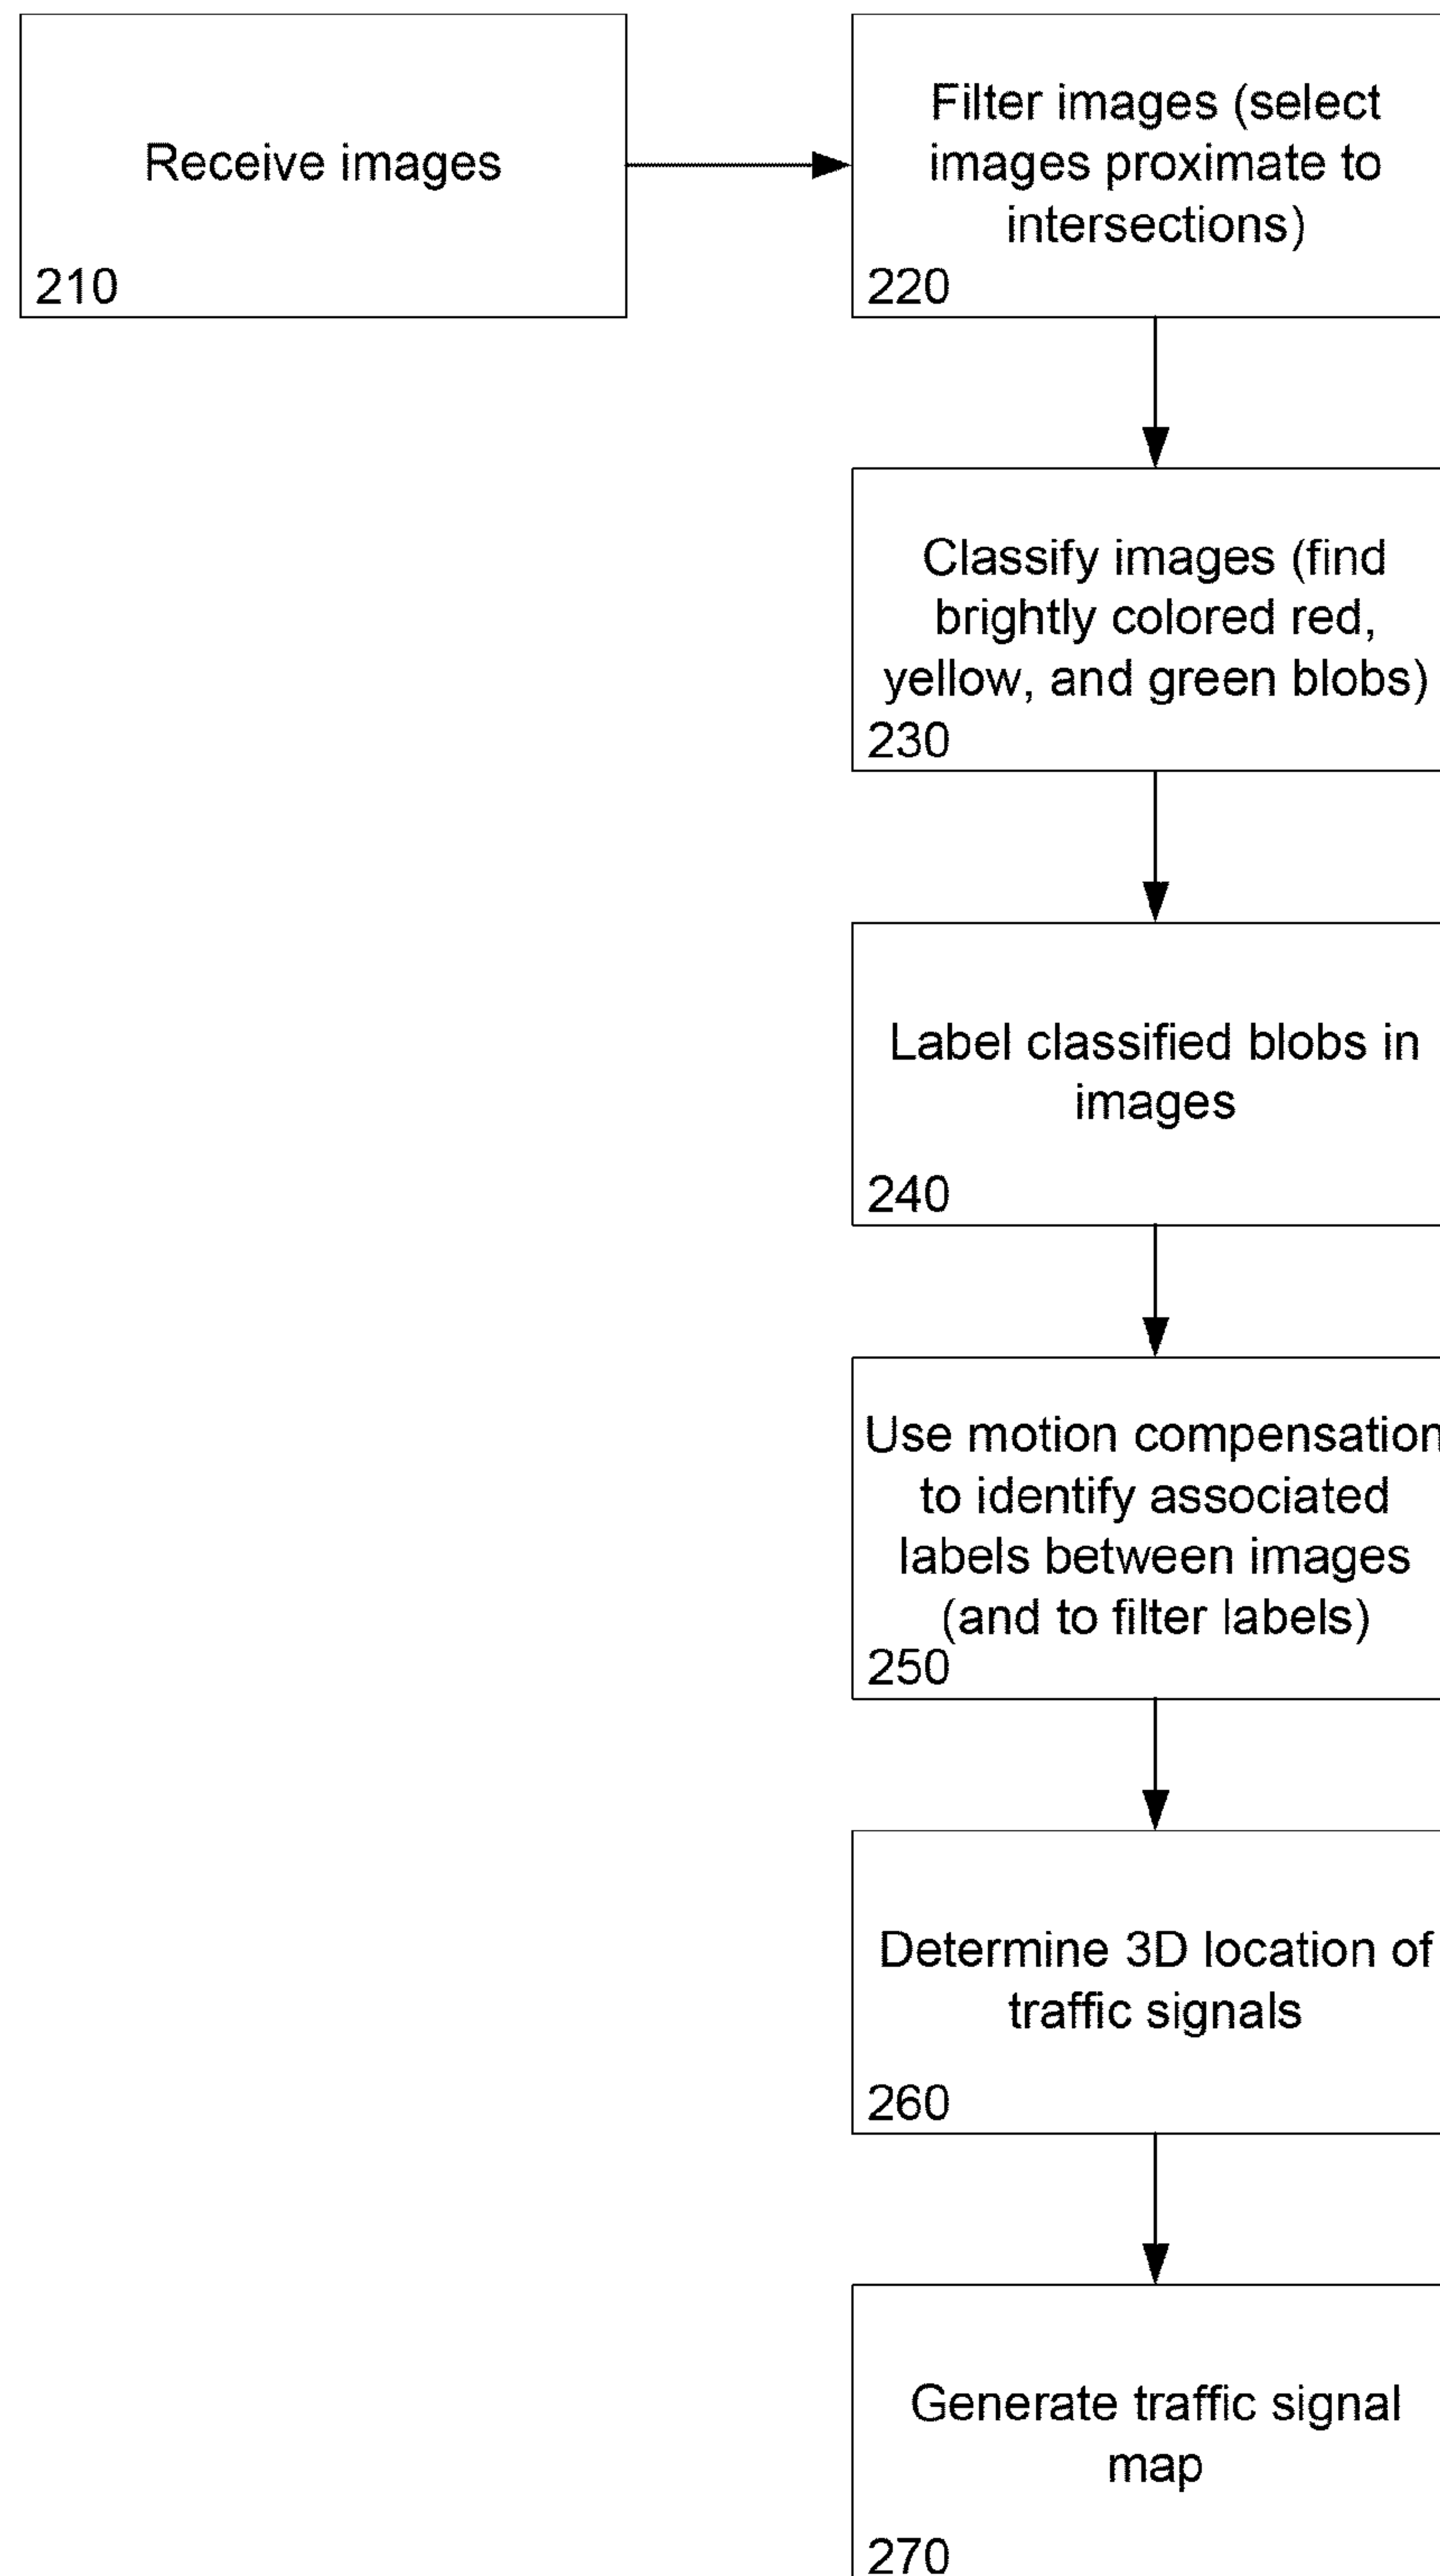 Receive images
210
Filter images (select
images proximate to
intersections)
220
Classify images (find
brightly colored red,
yellow, and green blobs)
230
Label classified blobs in
images
240
Use motion compensation
to identify associated
labels between images
(and to filter labels)
250
Determine 3D location of
traffic signals
260
Generate traffic signal
map
270